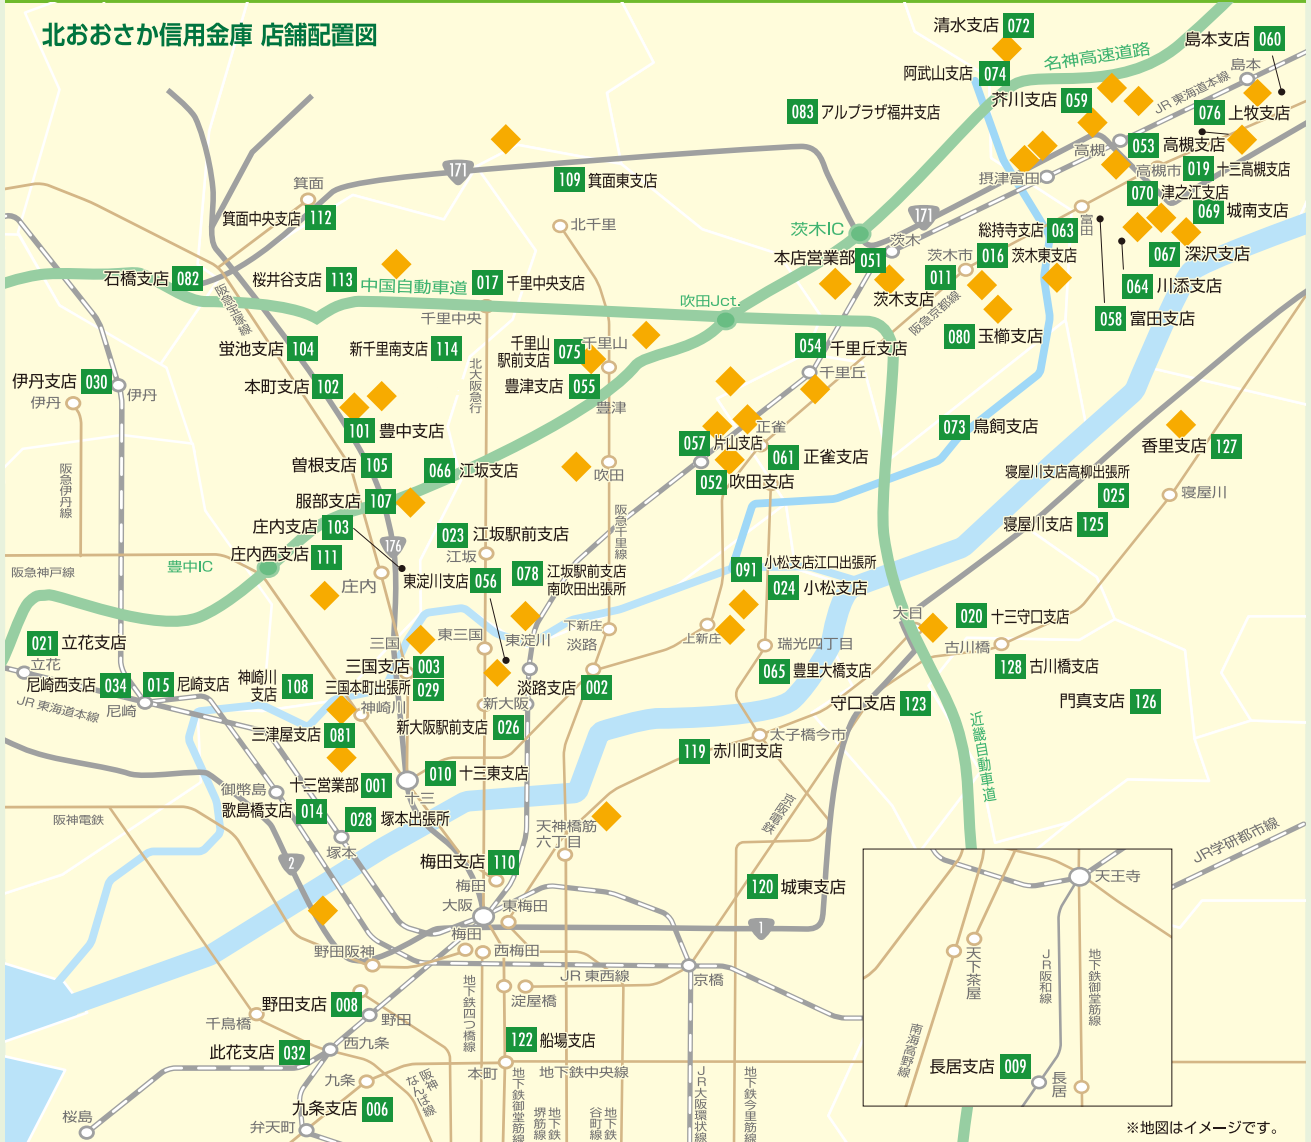 北おおさか信用金庫 店舗配置図
清水支店 072
名神高速道路
島本支店 060
島本
阿武山支店 074
JR 東海道本線
芥川支店 059
083 アルプラザ福井支店
076 上牧支店
171
高槻
053 高槻支店
109 箕面東支店
摂津富田
高槻市
019 十三高槻支店
箕面
070 津之江支店
箕面中央支店 112
北千里
茨木IC
171
富田
069 城南支店
総持寺支店 063
茨木
本店営業部 051
茨木市
016 茨木東支店
067 深沢支店
石橋支店 082
桜井谷支店 113
中国自動車道
017 千里中央支店
011
茨木支店
064 川添支店
阪急宝塚線
吹田Jct.
阪急京都線
058 富田支店
千里中央
080 玉櫛支店
蛍池支店 104
新千里南支店 114
千里山
駅前支店 075
千里山
054 千里丘支店
北大阪急行
千里丘
伊丹支店 030
伊丹
伊丹
本町支店 102
豊津支店 055
豊津
101 豊中支店
057 片山支店
正雀
073 鳥飼支店
香里支店 127
曽根支店 105
066 江坂支店
吹田
061 正雀支店
052 吹田支店
寝屋川支店高柳出張所
025
寝屋川
阪急伊丹線
服部支店 107
阪急千里線
庄内支店 103
023 江坂駅前支店
寝屋川支店 125
庄内西支店 111
176
江坂
阪急神戸線
豊中IC
庄内
東淀川支店 056
078 江坂駅前支店
南吹田出張所
091 小松支店江口出張所
024 小松支店
大日
020 十三守口支店
021 立花支店
三国
東三国
東淀川
下新庄
淡路
上新庄
瑞光四丁目
古川橋
立花
三国支店 003
065 豊里大橋支店
128 古川橋支店
尼崎西支店 034
015 尼崎支店
神崎川
支店 108
三国本町出張所 029
淡路支店 002
守口支店 123
門真支店 126
JR 東海道本線
尼崎
神崎川
新大阪
新大阪駅前支店 026
近畿自動車道
三津屋支店 081
太子橋今市
119 赤川町支店
御幣島
十三営業部 001
010 十三東支店
十三
歌島橋支店 014
028 塚本出張所
阪神電鉄
京阪電鉄
天神橋筋
六丁目
JR学研都市線
塚本
2
梅田支店 110
梅田
120 城東支店
天王寺
大阪
東梅田
1
梅田
西梅田
野田阪神
天下茶屋
JR阪和線
地下鉄御堂筋線
JR 東西線
京橋
地下鉄四つ橋線
淀屋橋
野田支店 008
野田
千鳥橋
南海高野線
122 船場支店
此花支店 032
西九条
本町
地下鉄中央線
長居支店 009
長居
九条
阪神なんば線
九条支店 006
地下鉄御堂筋線
地下鉄
堺筋線
地下鉄
谷町線
JR大阪環状線
地下鉄今里筋線
桜島
弁天町
※地図はイメージです。